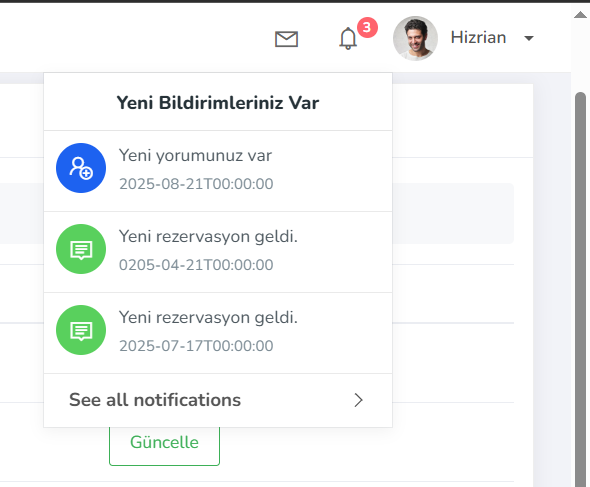 3
Hizrian
Yeni Bildirimleriniz Var
Yeni yorumunuz var
2025-08-21T00:00:00
Yeni rezervasyon geldi.
0205-04-21T00:00:00
Yeni rezervasyon geldi.
2025-07-17T00:00:00
See all notifications
Güncelle